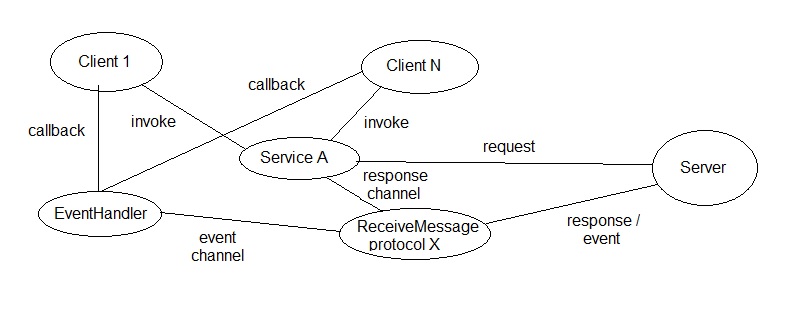 Client 1
Client N
callback
callback
invoke
invoke
request
Service A
Server
response
channel
EventHandler
ReceiveMessage
protocol X
response /
event
event
channel